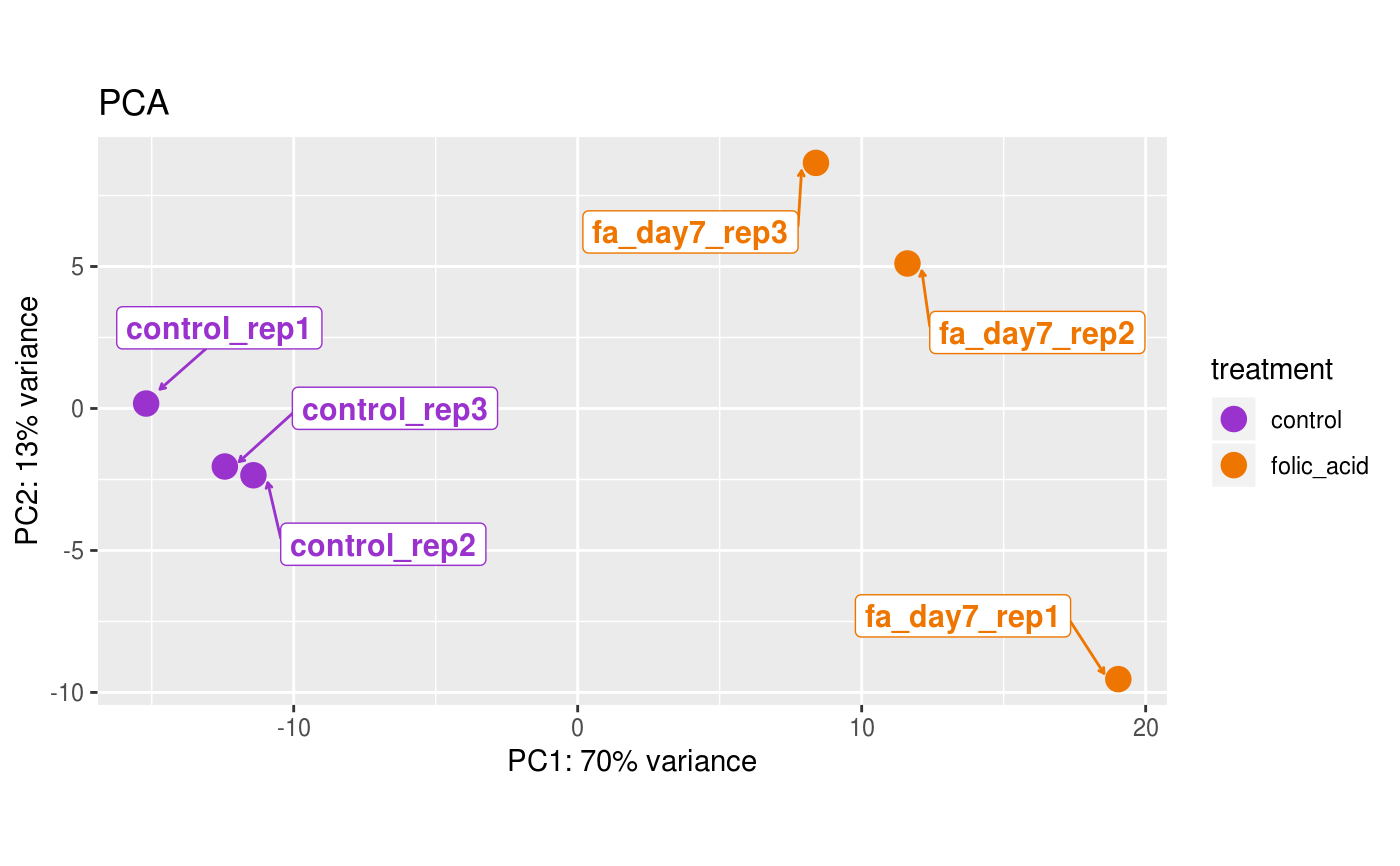 PCA
fa_day7_rep3
fa_day7_rep2
control_rep1
control_rep3
control_rep2
fa_day7_rep1
5
0
-5
-10
-10
0
10
20
PC1: 70% variance
PC2: 13% variance
treatment
control
folic_acid